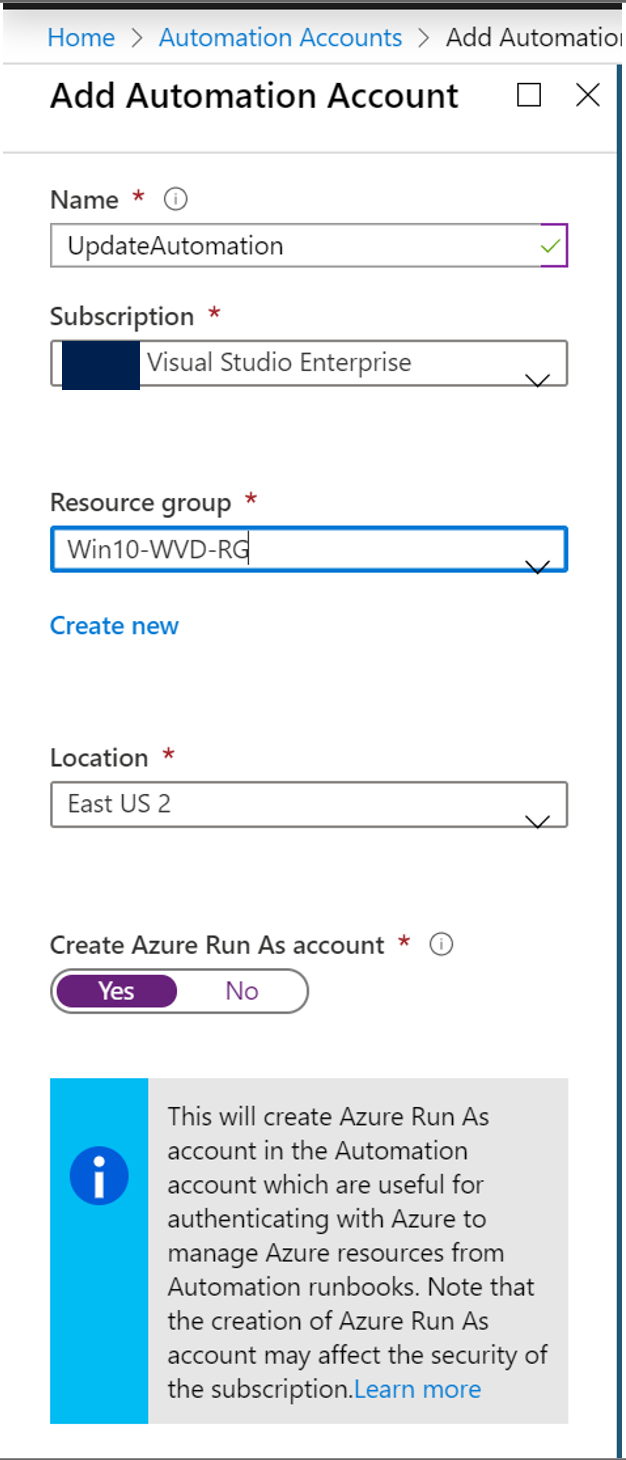 Home > Automation Accounts > Add Automation
Add Automation Account
Name *
UpdateAutomation
Subscription *
Visual Studio Enterprise
Resource group *
Win10-WVD-RG
Create new
Location *
East US 2
Create Azure Run As account *
Yes No
This will create Azure Run As
account in the Automation
account which are useful for
authenticating with Azure to
manage Azure resources from
Automation runbooks. Note that
the creation of Azure Run As
account may affect the security of
the subscription.Learn more